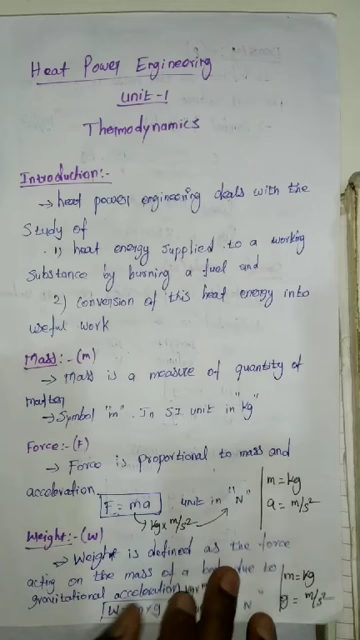 Heat Power Engineering
Unit-1
Thermodynamics
Introduction:-
→ heat power engineering deals with the
Study of
1) heat energy supplied to a working
Substance by burning a fuel and
2) conversion of this heat energy into
useful work
Mass:-(m)
→ Mass is a measure of quantity of
matter,
→ Symbol "m". In SI unit in "kg"
Force:-(F)
→ Force is proportional to mass and
acceleration.
F = ma unit in "N" m = kg
kg x m/s² a = m/s²
Weight:-(W)
→ Weight is defined as the force
acting on the mass of a due to m = kg
gravitational acceleration g = m/s²
N"